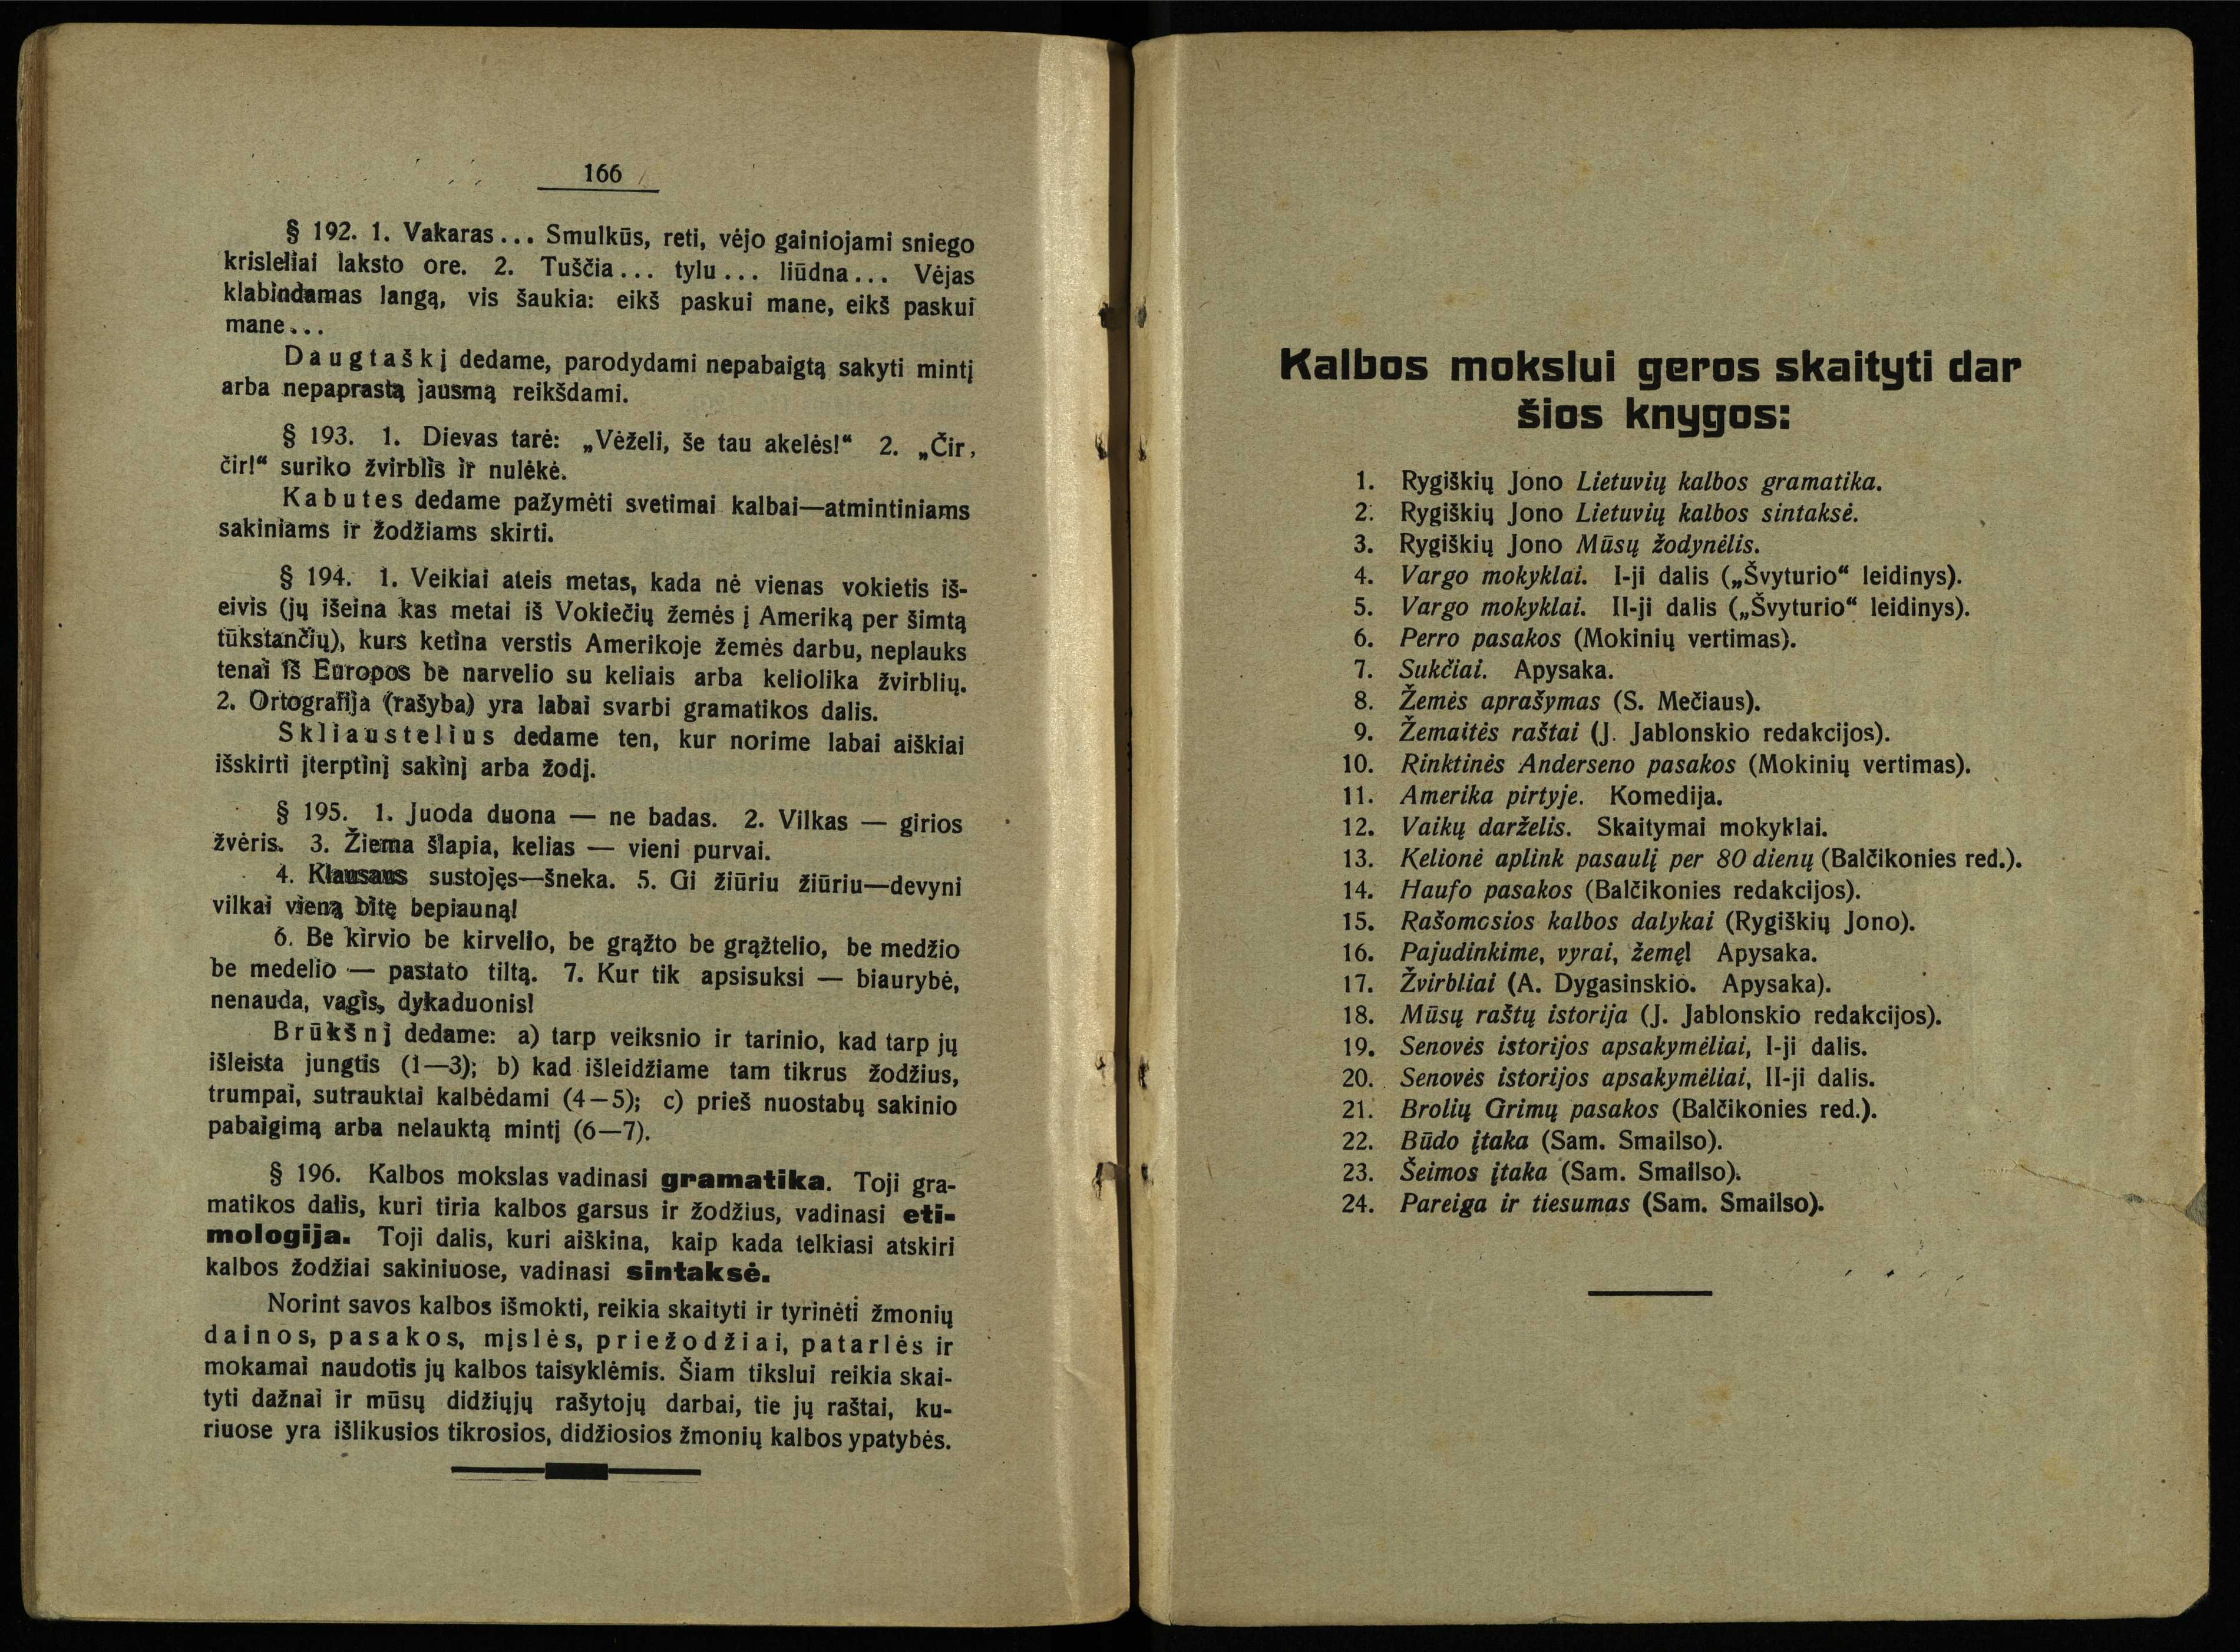 166
§ 192. 1. Vakaras... Smulkūs, reti, vėjo gainiojami sniego
krisleliai laksto ore. 2. Tuščia... tylu... liūdna... Vėjas
klabindamas langą, vis šaukia: eikš paskui mane, eikš paskui
mane...
Daugtaškį dedame, parodydami nepabaigtą sakyti mintį
arba nepaprastą jausmą reikšdami.
§ 193. 1. Dievas tarė: „Vėželi, še tau akelės!“ 2. „Čir,
čir!“ suriko žvirblis ir nulėkė.
Kabutes dedame pažymėti svetimai kalbai—atmintiniams
sakiniams ir žodžiams skirti.
§ 194. 1. Veikiai ateis metas, kada nė vienas vokietis iš-
eivis (jų išeina kas metai iš Vokiečių žemės į Ameriką per šimtą
tūkstančių), kurs ketina verstis Amerikoje žemės darbu, neplauks
tenai iš Europos be narvelio su keliais arba keliolika žvirblių.
2. Ortografija (rašyba) yra labai svarbi gramatikos dalis.
Skliaustelius dedame ten, kur norime labai aiškiai
išskirti įterptinį sakinį arba žodį.
§ 195. 1. Juoda duona — ne badas. 2. Vilkas — girios
žvėris. 3. Žiema šlapia, kelias — vieni purvai.
4. Klausaus sustojęs—šneka. 5. Gi žiūriu žiūriu—devyni
vilkai vieną bitę bepiauną!
6. Be kirvio be kirvelio, be grąžto be grąžtelio, be medžio
be medelio — pastato tiltą. 7. Kur tik apsisuksi — biaurybė,
nenauda, vagis, dykaduonis!
Brūkšnį dedame: a) tarp veiksnio ir tarinio, kad tarp jų
išleista jungtis (1—3); b) kad išleidžiame tam tikrus žodžius,
trumpai, sutrauktai kalbėdami (4—5); c) prieš nuostabų sakinio
pabaigimą arba nelauktą mintį (6—7).
§ 196. Kalbos mokslas vadinasi gramatika. Toji gra-
matikos dalis, kuri tiria kalbos garsus ir žodžius, vadinasi eti-
mologija. Toji dalis, kuri aiškina, kaip kada telkiasi atskiri
kalbos žodžiai sakiniuose, vadinasi sintaksė.
Norint savos kalbos išmokti, reikia skaityti ir tyrinėti žmonių
dainos, pasakos, mįslės, priežodžiai, patarlės ir
mokamai naudotis jų kalbos taisyklėmis. Šiam tikslui reikia skai-
tyti dažnai ir mūsų didžiųjų rašytojų darbai, tie jų raštai, ku-
riuose yra išlikusios tikrosios, didžiosios žmonių kalbos ypatybės.
Kalbos mokslui geros skaityti dar
šios knygos:
1. Rygiškių Jono Lietuvių kalbos gramatika.
2. Rygiškių Jono Lietuvių kalbos sintaksė.
3. Rygiškių Jono Mūsų žodynėlis.
4. Vargo mokyklai. I-ji dalis („Švyturio“ leidinys).
5. Vargo mokyklai. II-ji dalis („Švyturio“ leidinys).
6. Perro pasakos (Mokinių vertimas).
7. Sukčiai. Apysaka.
8. Žemės aprašymas (S. Mečiaus).
9. Žemaitės raštai (J. Jablonskio redakcijos).
10. Rinktinės Anderseno pasakos (Mokinių vertimas).
11. Amerika pirtyje. Komedija.
12. Vaikų darželis. Skaitymai mokyklai.
13. Kelionė aplink pasaulį per 80 dienų (Balčikonies red.).
14. Haufo pasakos (Balčikonies redakcijos).
15. Rašomosios kalbos dalykai (Rygiškių Jono).
16. Pajudinkime, vyrai, žemę! Apysaka.
17. Žvirbliai (A. Dygasinskio. Apysaka).
18. Mūsų raštų istorija (J. Jablonskio redakcijos).
19. Senovės istorijos apsakymėliai, I-ji dalis.
20. Senovės istorijos apsakymėliai, II-ji dalis.
21. Brolių Grimų pasakos (Balčikonies red.).
22. Būdo įtaka (Sam. Smailso).
23. Šeimos įtaka (Sam. Smailso).
24. Pareiga ir tiesumas (Sam. Smailso).